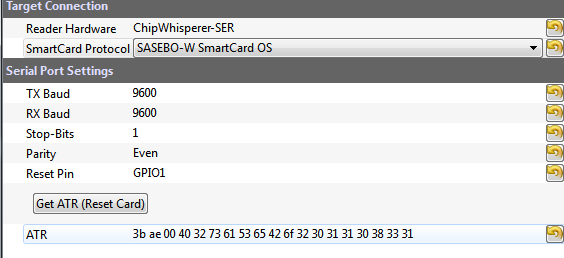 Target Connection
Reader Hardware ChipWhisperer-SER
SmartCard Protocol SASEBO-W SmartCard OS
Serial Port Settings
TX Baud 9600
RX Baud 9600
Stop-Bits 1
Parity Even
Reset Pin GPIO1
Get ATR (Reset Card)
ATR 3b ae 00 40 32 73 61 53 65 42 6f 32 30 31 31 30 38 33 31